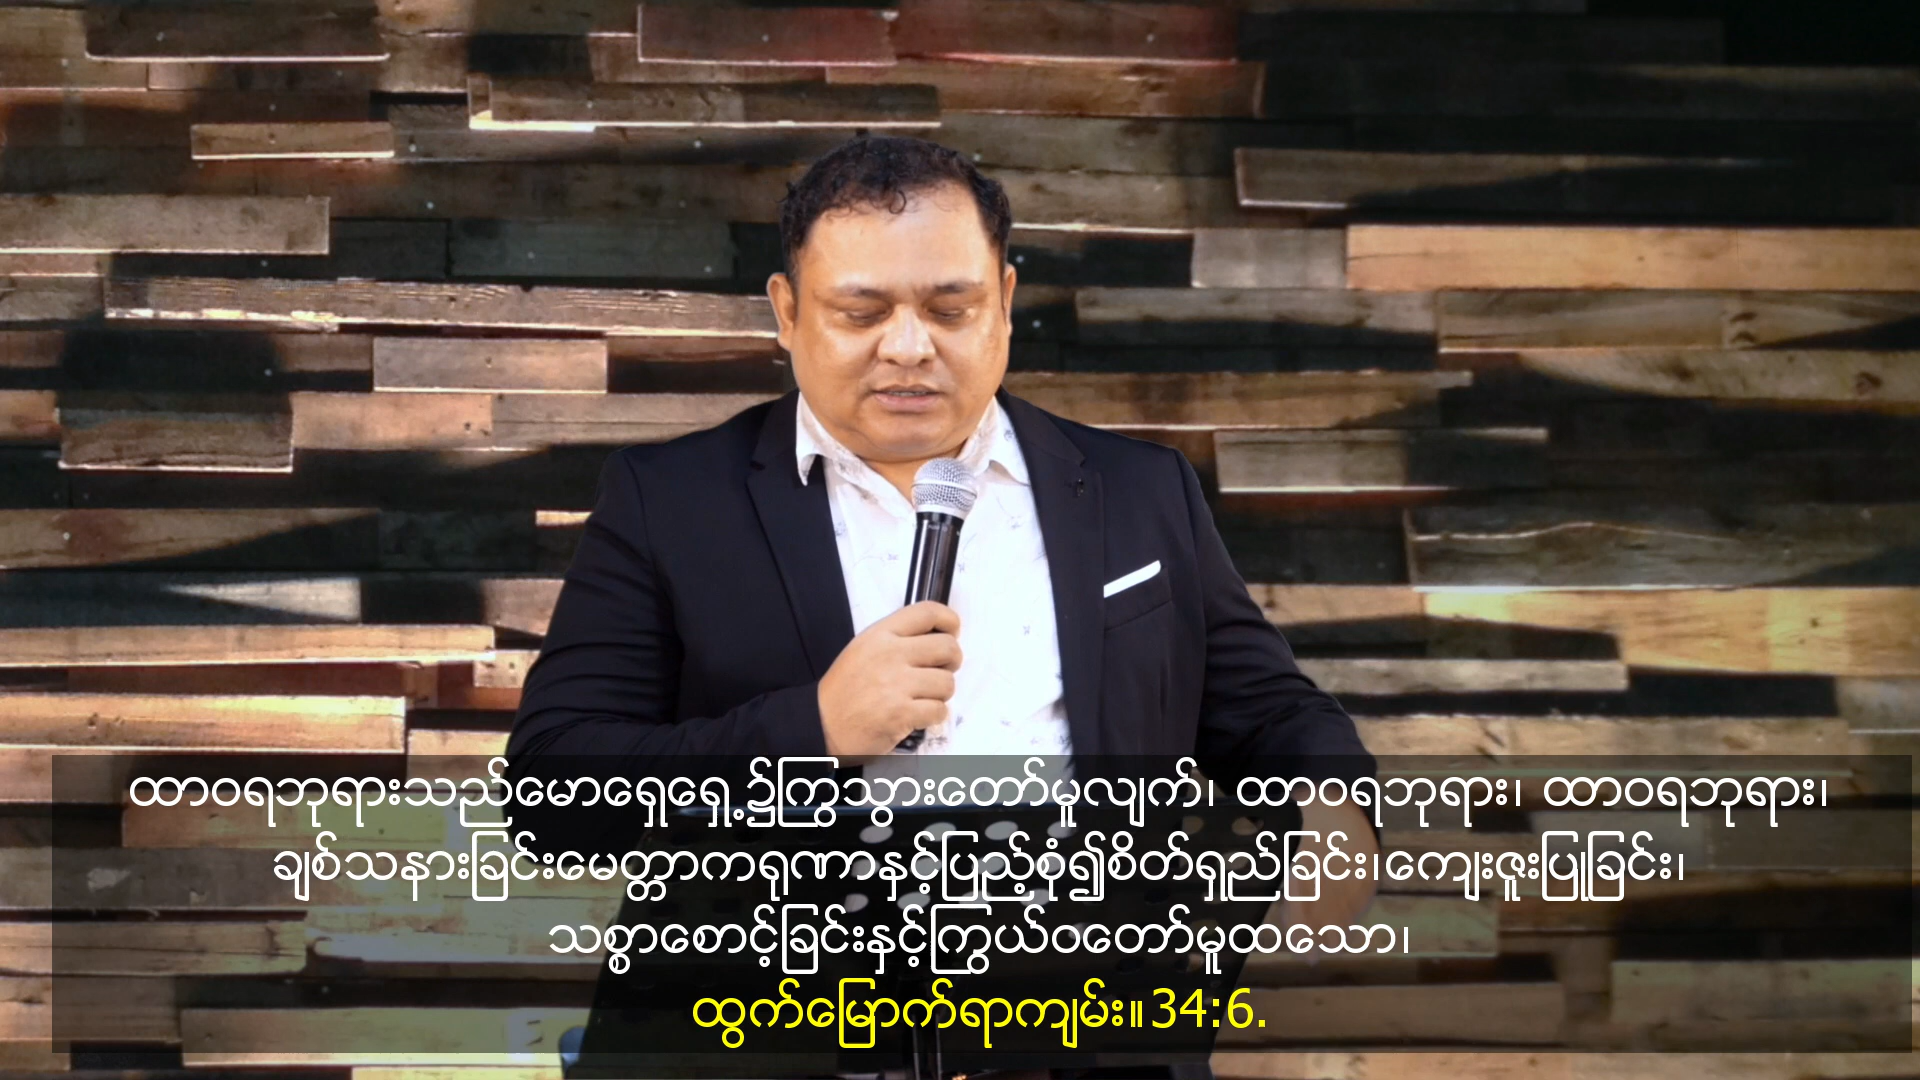 ထာဝရဘုရားသည်မောရှေရှေ့၌ကြွသွားတော်မူလျက်၊ ထာဝရဘုရား၊ ထာဝရဘုရား၊
ချစ်သနားခြင်းမေတ္တာကရုဏာနှင့်ပြည့်စုံ၍စိတ်ရှည်ခြင်း၊ကျေးဇူးပြုခြင်း၊
သစ္စာစောင့်ခြင်းနှင့်ကြွယ်ဝတော်မူထသော၊
ထွက်မြောက်ရာကျမ်း။34:6.